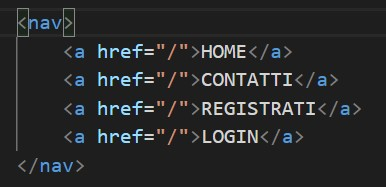 <nav>
    <a href="/">HOME</a>
    <a href="/">CONTATTI</a>
    <a href="/">REGISTRATI</a>
    <a href="/">LOGIN</a>
</nav>